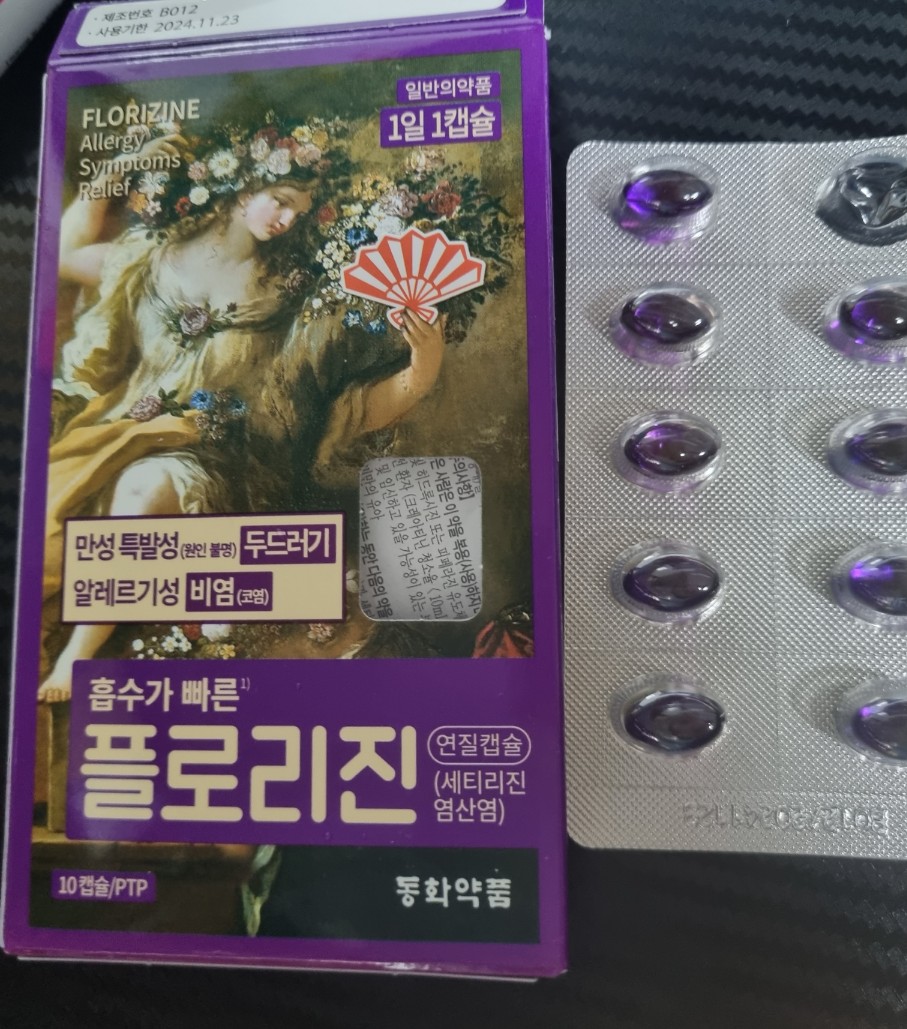 · 제조번호 B012
· 사용기한 2024.11.23
FLORIZINE
Allergy
Symptoms
Relief
일반의약품
1일 1캡슐
만성 특발성(원인 불명) 두드러기
알레르기성 비염(코염)
흡수가 빠른1)
플로리진
연질캡슐
(세티리진
염산염)
10캡슐/PTP
동화약품